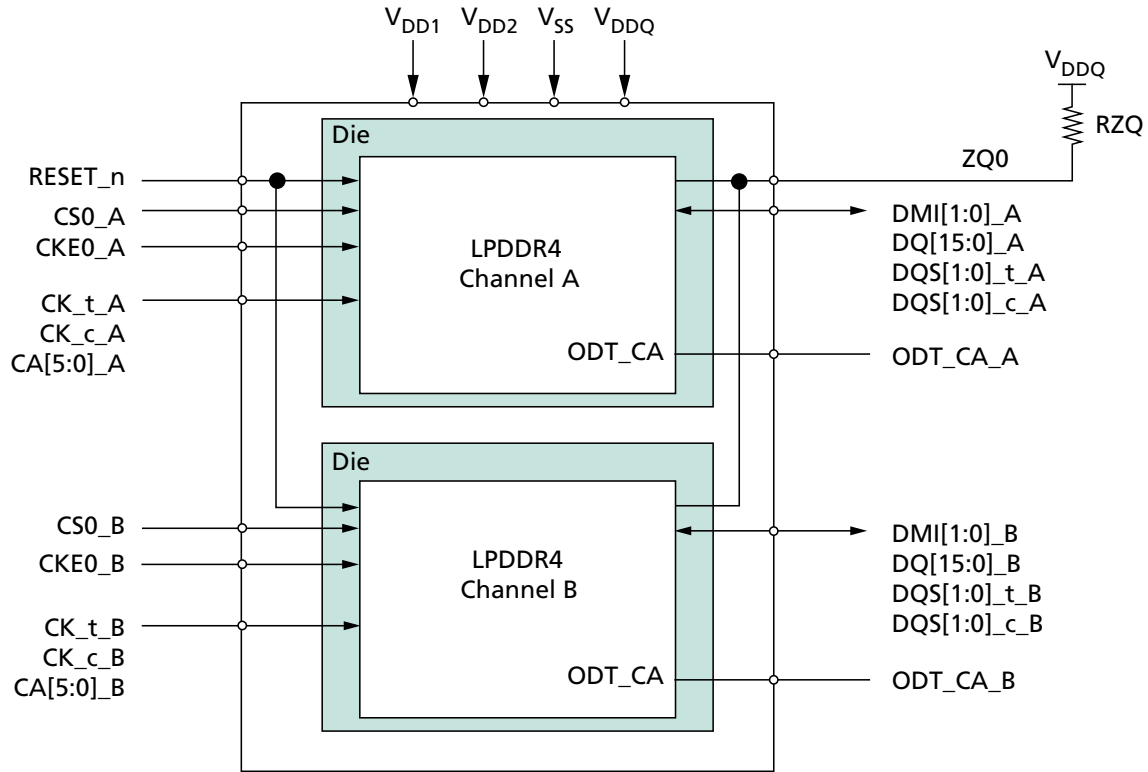 VDD1 VDD2 VSS VDDQ
VDDQ
RZQ
Die
ZQ0
RESET_n
CS0_A
CKE0_A
CK_t_A
CK_c_A
CA[5:0]_A
LPDDR4
Channel A
ODT_CA
DMI[1:0]_A
DQ[15:0]_A
DQS[1:0]_t_A
DQS[1:0]_c_A
ODT_CA_A
Die
CS0_B
CKE0_B
CK_t_B
CK_c_B
CA[5:0]_B
LPDDR4
Channel B
ODT_CA
DMI[1:0]_B
DQ[15:0]_B
DQS[1:0]_t_B
DQS[1:0]_c_B
ODT_CA_B